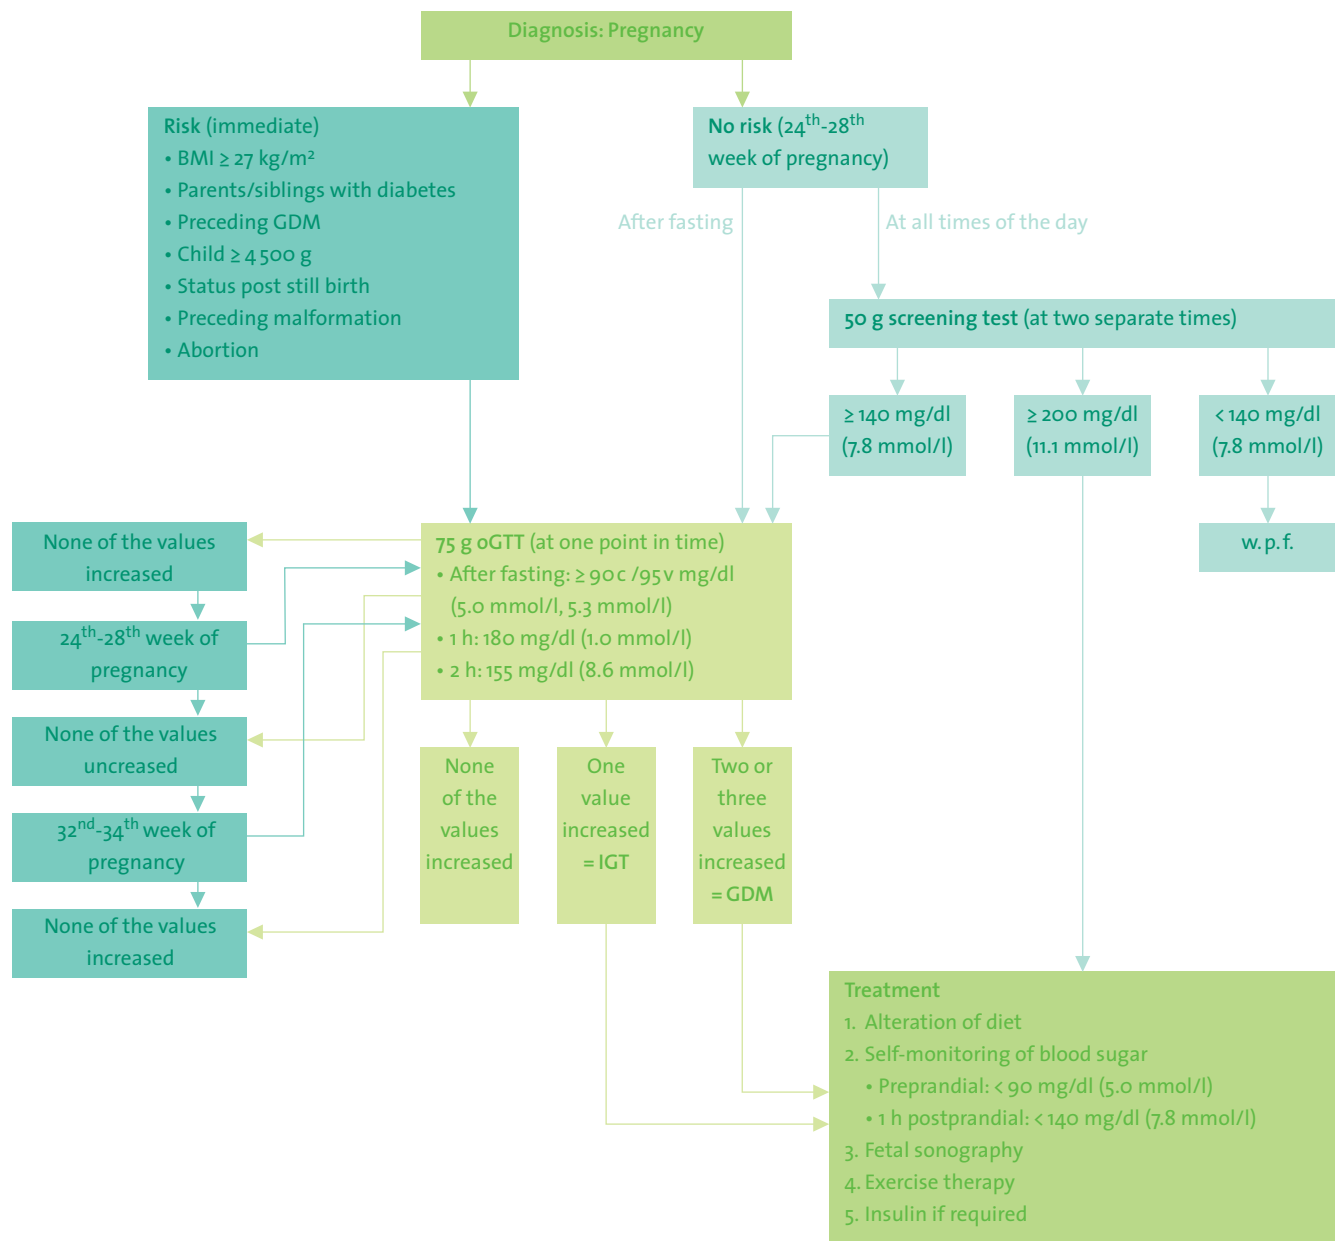 Diagnosis: Pregnancy
Risk (immediate)
• BMI ≥ 27 kg/m²
• Parents/siblings with diabetes
• Preceding GDM
• Child ≥ 4 500 g
• Status post still birth
• Preceding malformation
• Abortion
No risk (24th-28th
week of pregnancy)
After fasting
At all times of the day
50 g screening test (at two separate times)
≥ 140 mg/dl
(7.8 mmol/l)
≥ 200 mg/dl
(11.1 mmol/l)
< 140 mg/dl
(7.8 mmol/l)
w. p. f.
None of the values
increased
24th-28th week of
pregnancy
None of the values
uncreased
32nd-34th week of
pregnancy
None of the values
increased
75 g oGTT (at one point in time)
• After fasting: ≥ 90 c /95 v mg/dl
(5.0 mmol/l, 5.3 mmol/l)
• 1 h: 180 mg/dl (1.0 mmol/l)
• 2 h: 155 mg/dl (8.6 mmol/l)
None
of the
values
increased
One
value
increased
= IGT
Two or
three
values
increased
= GDM
Treatment
1. Alteration of diet
2. Self-monitoring of blood sugar
• Preprandial: < 90 mg/dl (5.0 mmol/l)
• 1 h postprandial: < 140 mg/dl (7.8 mmol/l)
3. Fetal sonography
4. Exercise therapy
5. Insulin if required